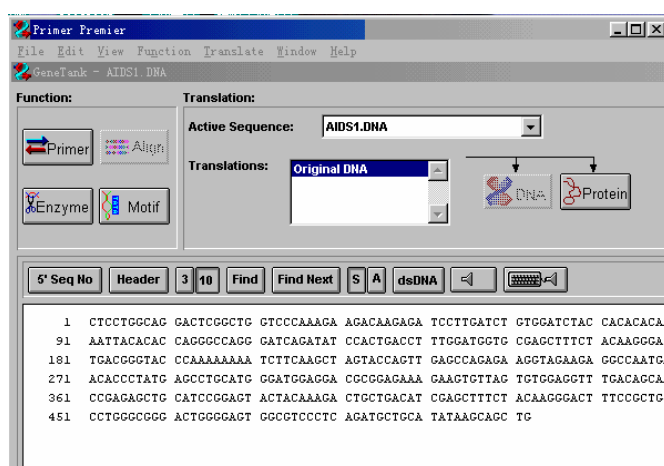 Primer Premier
File Edit View Function Translate Window Help
GeneTank - AIDS1.DNA
Function: Translation:
Active Sequence: AIDS1.DNA
Primer Align Translations: Original DNA
DNA Protein
Enzyme Motif
5' Seq No Header 3 10 Find Find Next S A dsDNA
1 CTCCTGGCAG GACTCGGCTG GTCCCAAAGA AGACAAGAGA TCCTTGATCT GTGGATCTAC CACACACA
91 AATTACACAC CAGGGCCAGG GATCAGATAT CCACTGACCT TTGGATGGTG CGAGCTTTCT ACAAGGGA
181 TGACGGGTAC CCAAAAAAAA TCTTCAAGCT AGTACCAGTT GAGCCAGAGA AGGTAGAAGA GGCCAATG
271 ACACCCTATG AGCCTGCATG GGATGGAGGA CGCGGAGAAA GAAGTGTTAG TGTGGAGGTT TGACAGCA
361 CCGAGAGCTG CATCCGGAGT ACTACAAAGA CTGCTGACAT CGAGCTTTCT ACAAGGGACT TTCCGCTG
451 CCTGGGCGGG ACTGGGGAGT GGCGTCCCTC AGATGCTGCA TATAAGCAGC TG